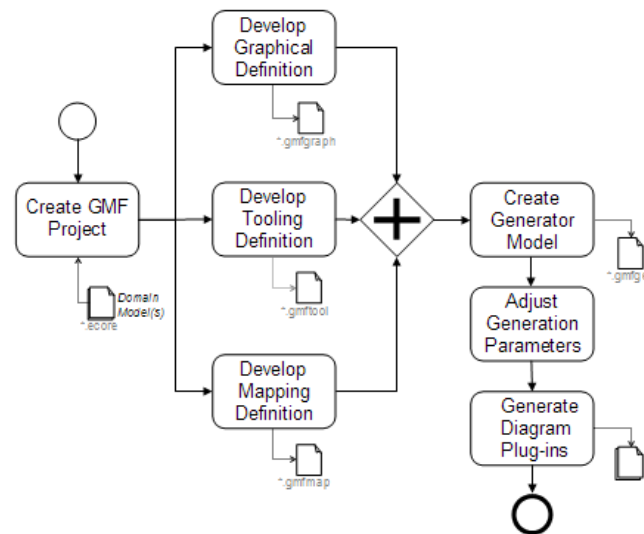 Develop
Graphical
Definition
*.gmfgraph
Create GMF
Project
Domain
Model(s)
*.ecore
Develop
Tooling
Definition
*.gmftool
Develop
Mapping
Definition
*.gmfmap
Create
Generator
Model
*.gmfg
Adjust
Generation
Parameters
Generate
Diagram
Plug-ins